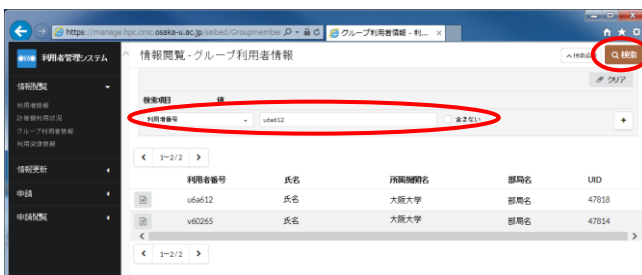 https://manage.hpc.cmc.osaka-u.ac.jp/saibed/Groupmember
グループ利用者情報 - 利...
利用者管理システム
情報閲覧 - グループ利用者情報
検索
クリア
情報閲覧
利用者情報
計算機利用状況
グループ利用者情報
利用資源情報
情報更新
申請
申請閲覧
検索項目 値
利用者番号 u6a612 含まない
1~2/2
利用者番号 氏名 所属機関名 部局名 UID
u6a612 氏名 大阪大学 部局名 47818
v60265 氏名 大阪大学 部局名 47814
1~2/2